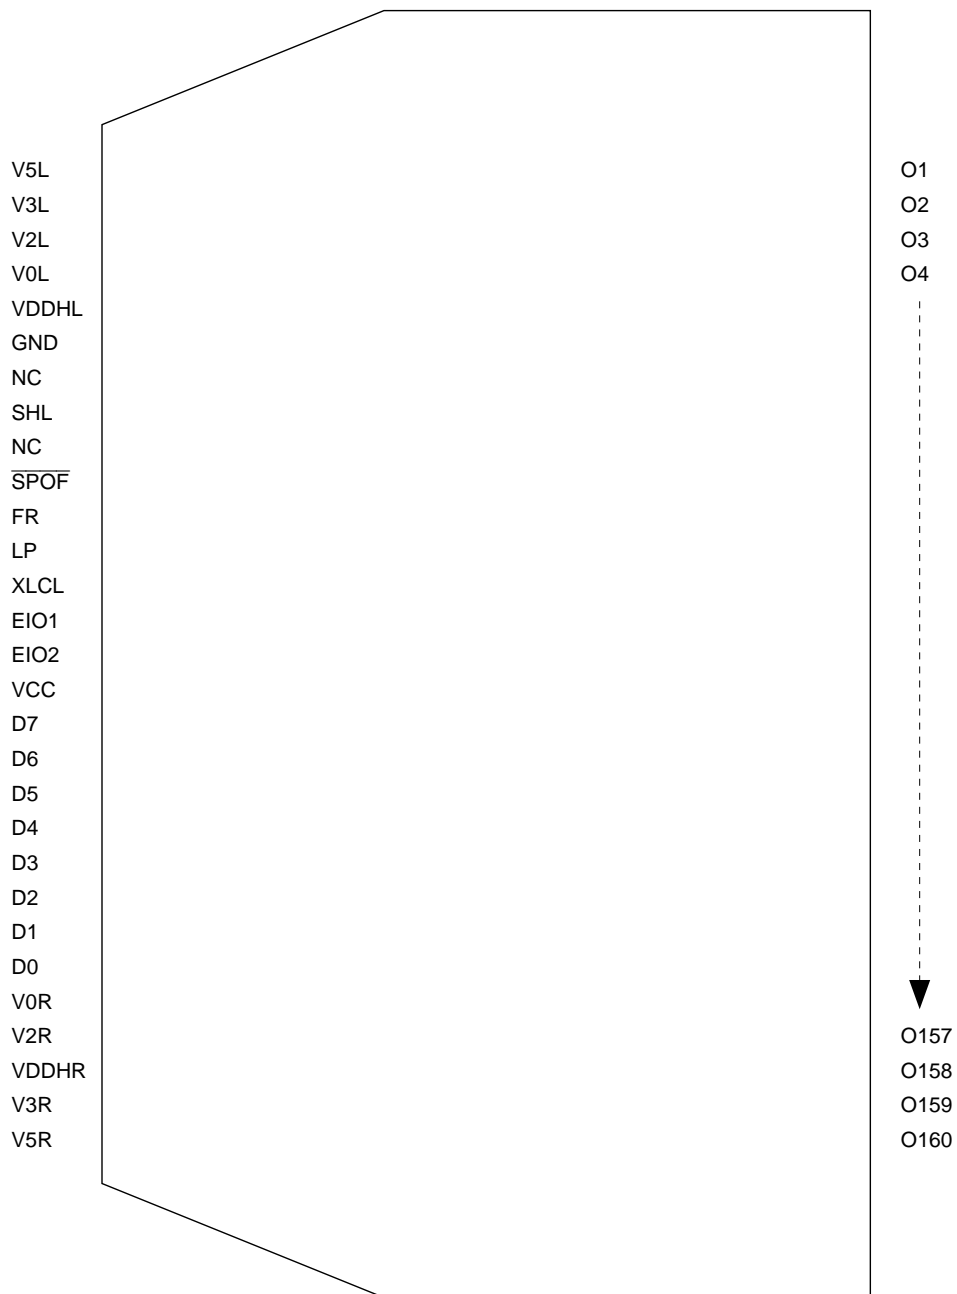 V5L O1
V3L O2
V2L O3
V0L O4
VDDHL
GND
NC
SHL
NC
S̅P̅O̅F̅
FR
LP
XLCL
EIO1
EIO2
VCC
D7
D6
D5
D4
D3
D2
D1
D0
V0R
V2R O157
VDDHR O158
V3R O159
V5R O160